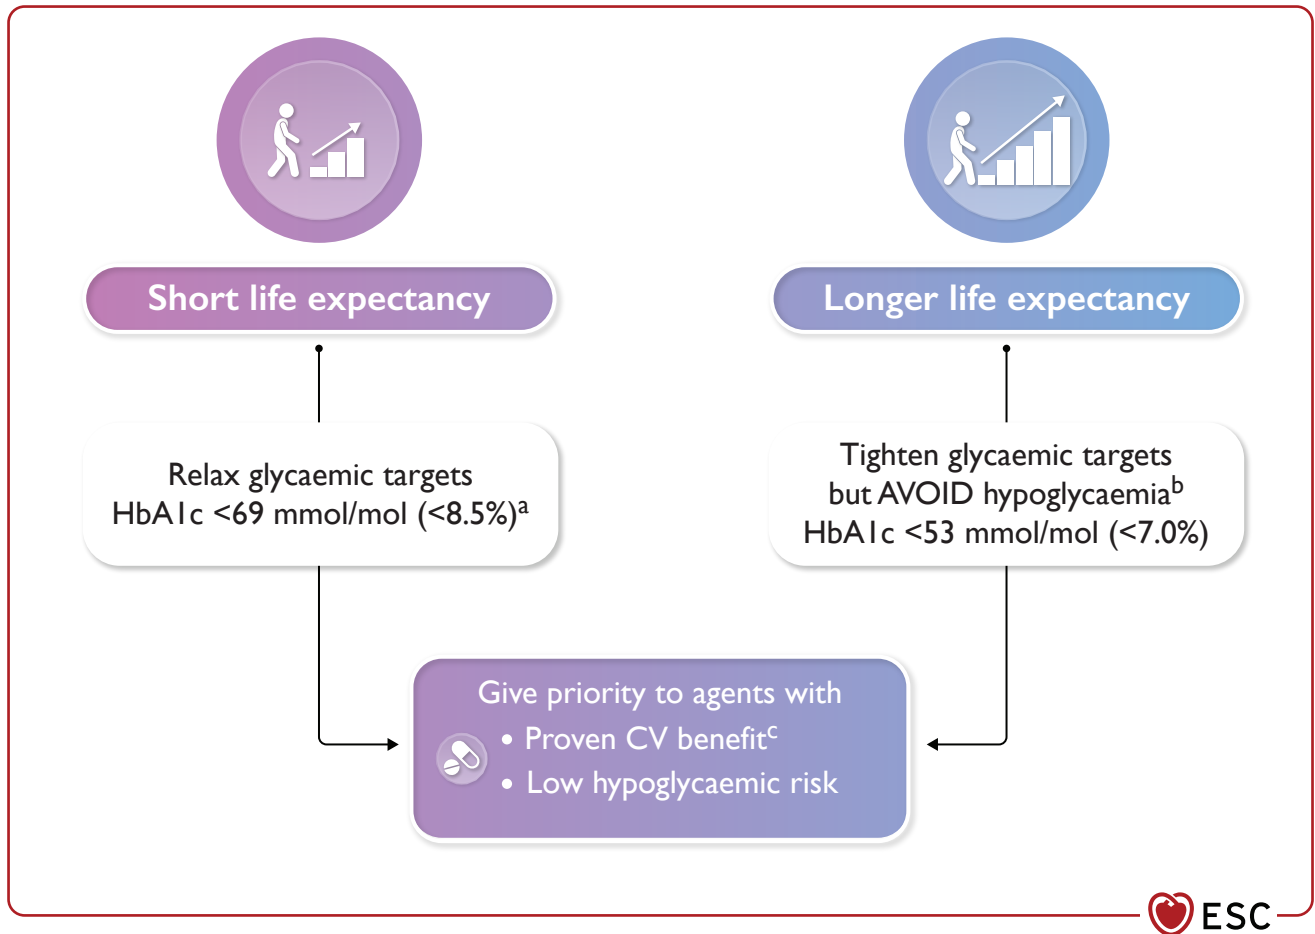 Short life expectancy
Relax glycaemic targets
HbA1c <69 mmol/mol (<8.5%)a
Longer life expectancy
Tighten glycaemic targets
but AVOID hypoglycaemiab
HbA1c <53 mmol/mol (<7.0%)
Give priority to agents with
• Proven CV benefitc
• Low hypoglycaemic risk
ESC